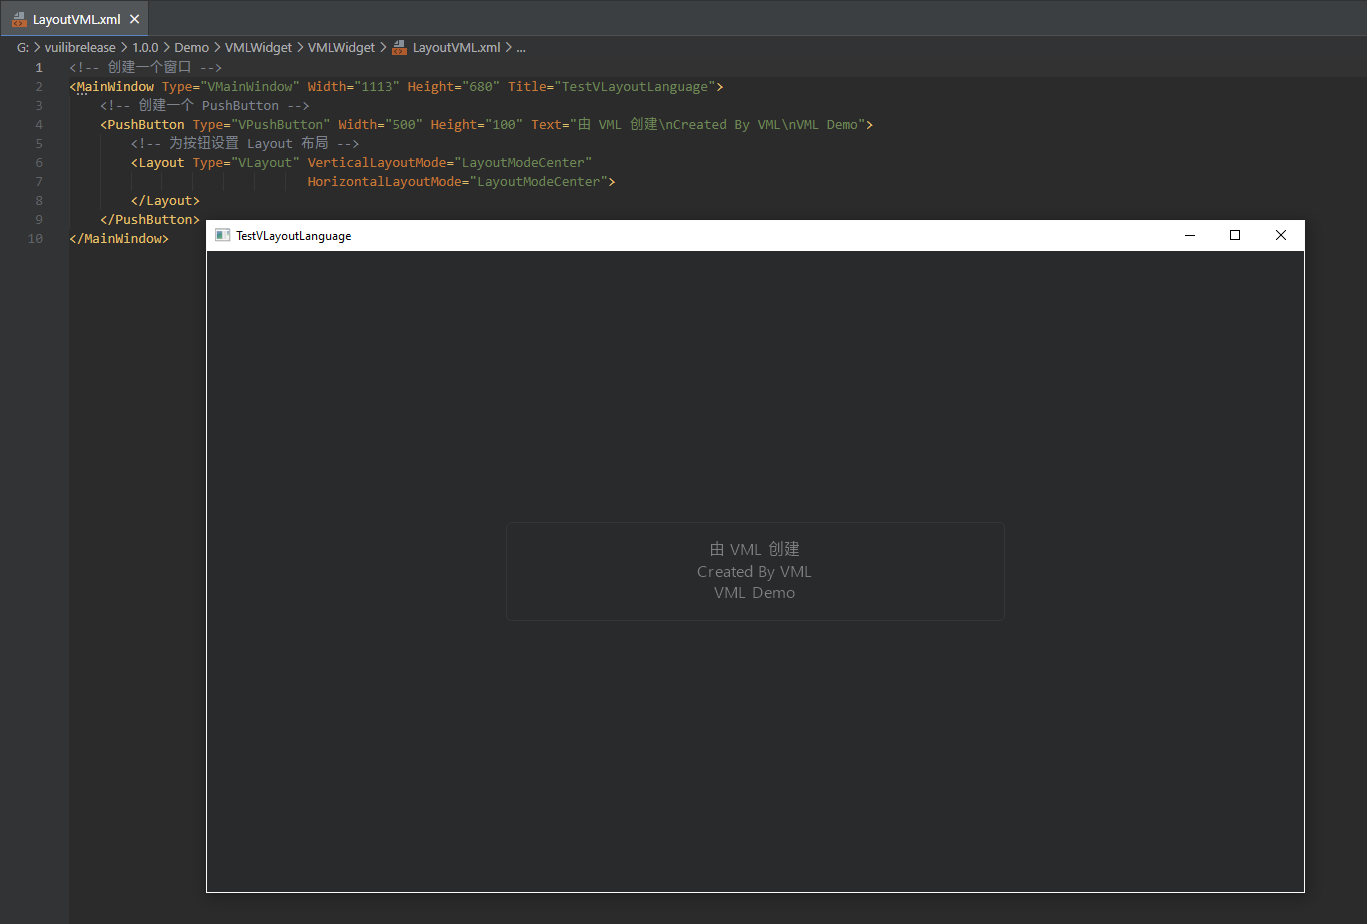 LayoutVML.xml
G: > vuilibrelease > 1.0.0 > Demo > VMLWidget > VMLWidget > LayoutVML.xml > ...
1 <!-- 创建一个窗口 -->
2 <MainWindow Type="VMainWindow" Width="1113" Height="680" Title="TestVLayoutLanguage">
3 <!-- 创建一个 PushButton -->
4 <PushButton Type="VPushButton" Width="500" Height="100" Text="由 VML 创建\nCreated By VML\nVML Demo">
5 <!-- 为按钮设置 Layout 布局 -->
6 <Layout Type="VLayout" VerticalLayoutMode="LayoutModeCenter"
7 HorizontalLayoutMode="LayoutModeCenter">
8 </Layout>
9 </PushButton>
10 </MainWindow>
TestVLayoutLanguage
由 VML 创建
Created By VML
VML Demo